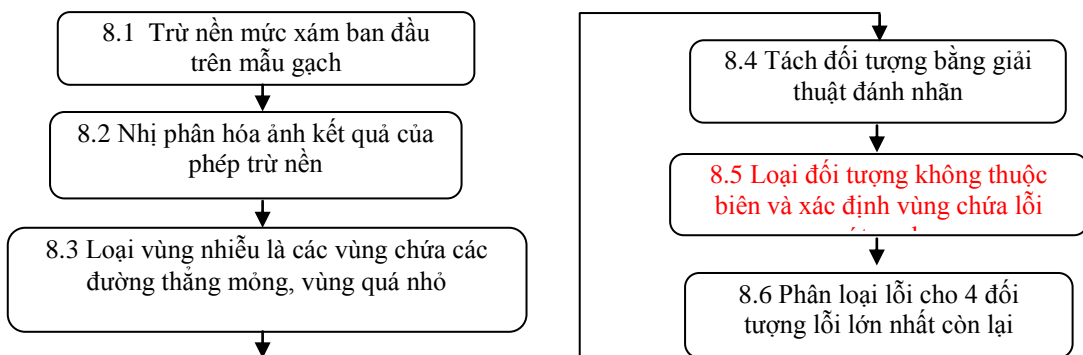 8.1 Trừ nền mức xám ban đầu
trên mẫu gạch
8.2 Nhị phân hóa ảnh kết quả của
phép trừ nền
8.3 Loại vùng nhiễu là các vùng chứa các
đường thẳng mỏng, vùng quá nhỏ
8.4 Tách đối tượng bằng giải
thuật đánh nhãn
8.5 Loại đối tượng không thuộc
biên và xác định vùng chứa lỗi
8.6 Phân loại lỗi cho 4 đối
tượng lỗi lớn nhất còn lại